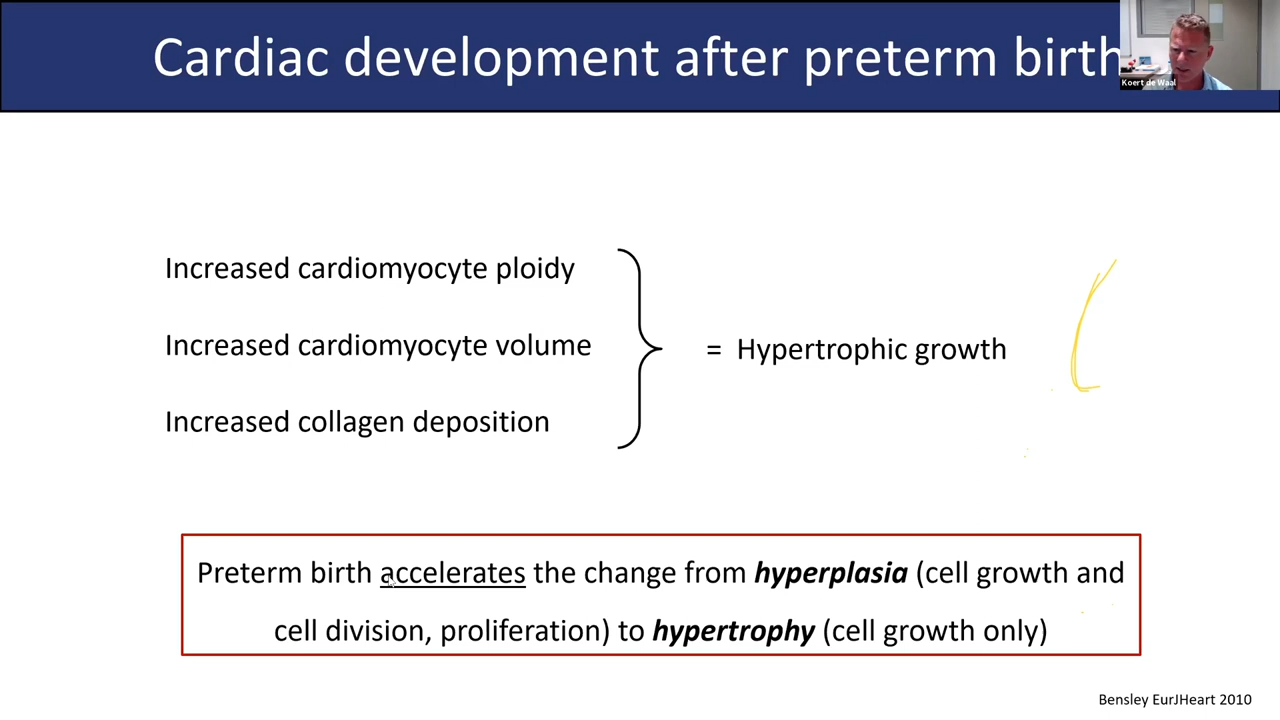 Cardiac development after preterm birth
Koert de Waal
Increased cardiomyocyte ploidy
Increased cardiomyocyte volume
= Hypertrophic growth
Increased collagen deposition
Preterm birth accelerates the change from hyperplasia (cell growth and
cell division, proliferation) to hypertrophy (cell growth only)
Bensley EurJHeart 2010